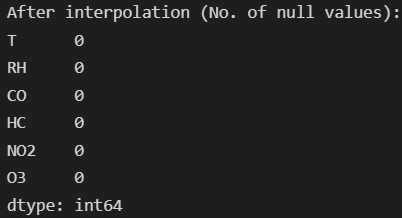 After interpolation (No. of null values):
T      0
RH     0
CO     0
HC     0
NO2    0
O3     0
dtype: int64